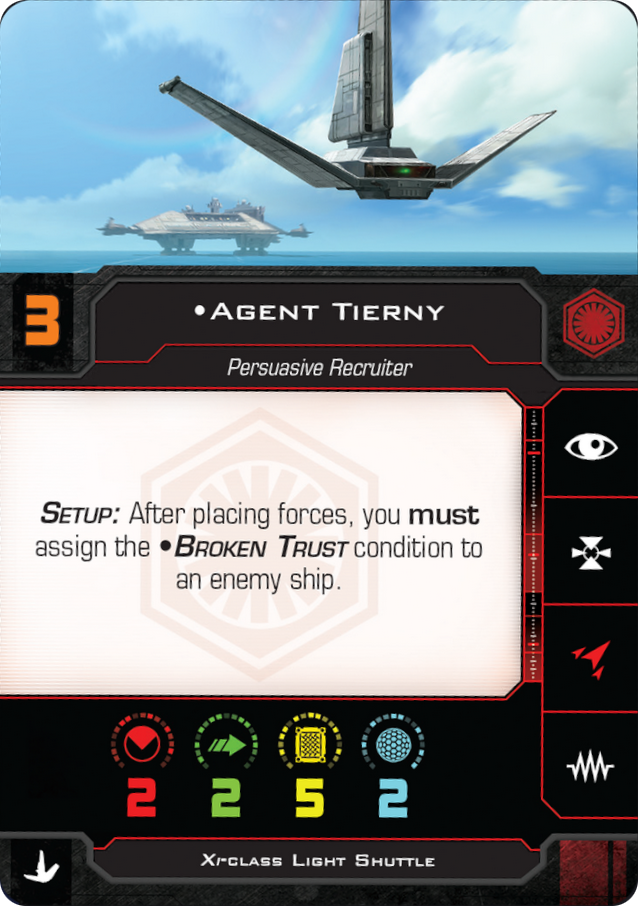 3
•Agent Tierny
Persuasive Recruiter
Setup: After placing forces, you must
assign the •Broken Trust condition to
an enemy ship.
2 2 5 2
Xi-class Light Shuttle